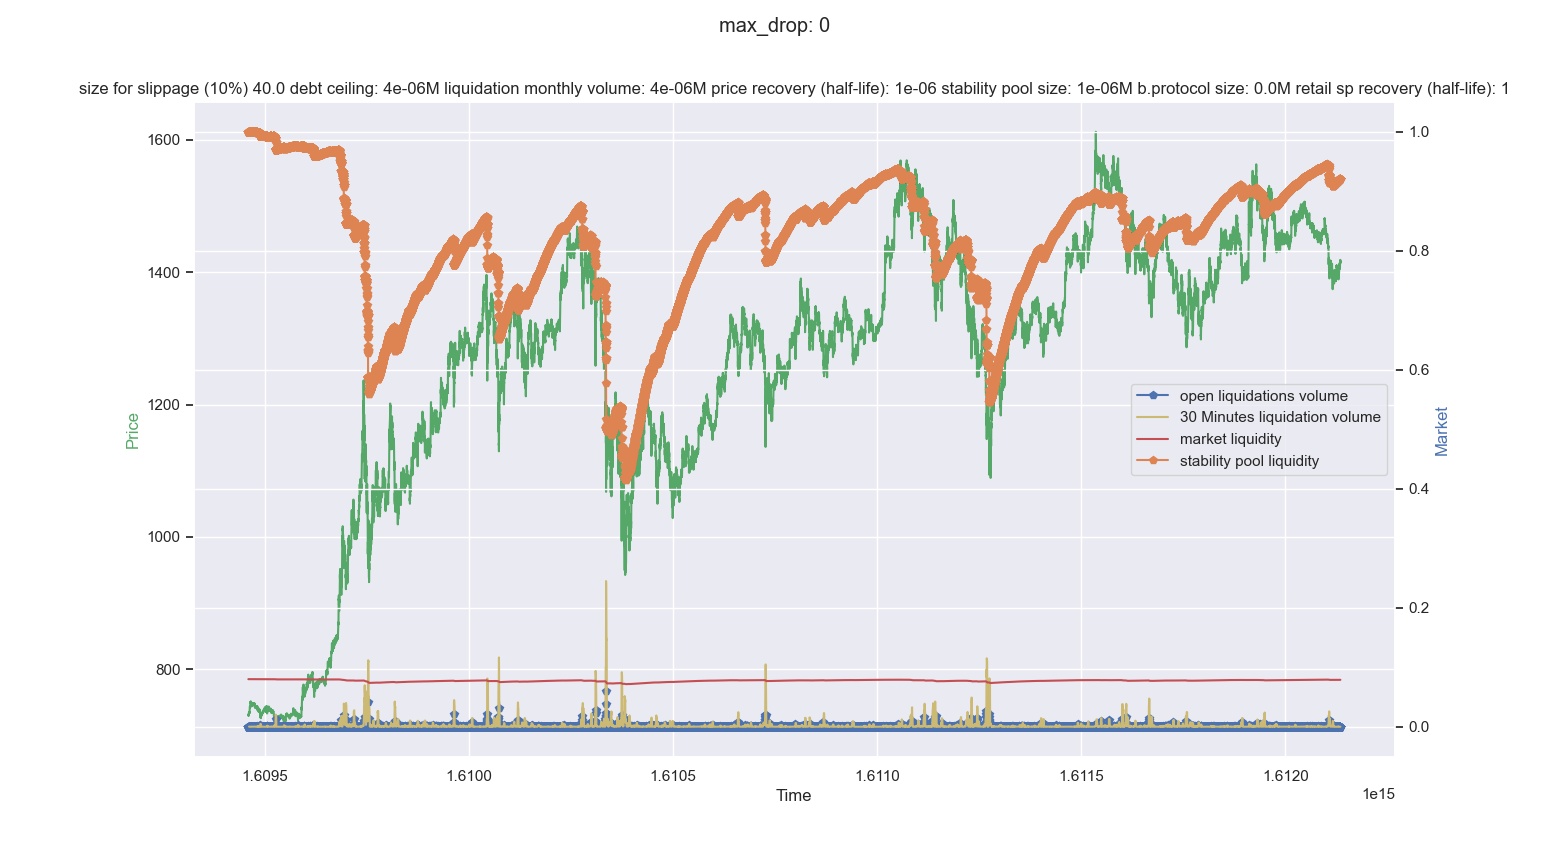 max_drop: 0
size for slippage (10%) 40.0 debt ceiling: 4e-06M liquidation monthly volume: 4e-06M price recovery (half-life): 1e-06 stability pool size: 1e-06M b.protocol size: 0.0M retail sp recovery (half-life): 1
1600
1400
1200
1000
800
Price
1.0
0.8
0.6
0.4
0.2
0.0
Market
open liquidations volume
30 Minutes liquidation volume
market liquidity
stability pool liquidity
1.6095 1.6100 1.6105 1.6110 1.6115 1.6120
Time
1e15